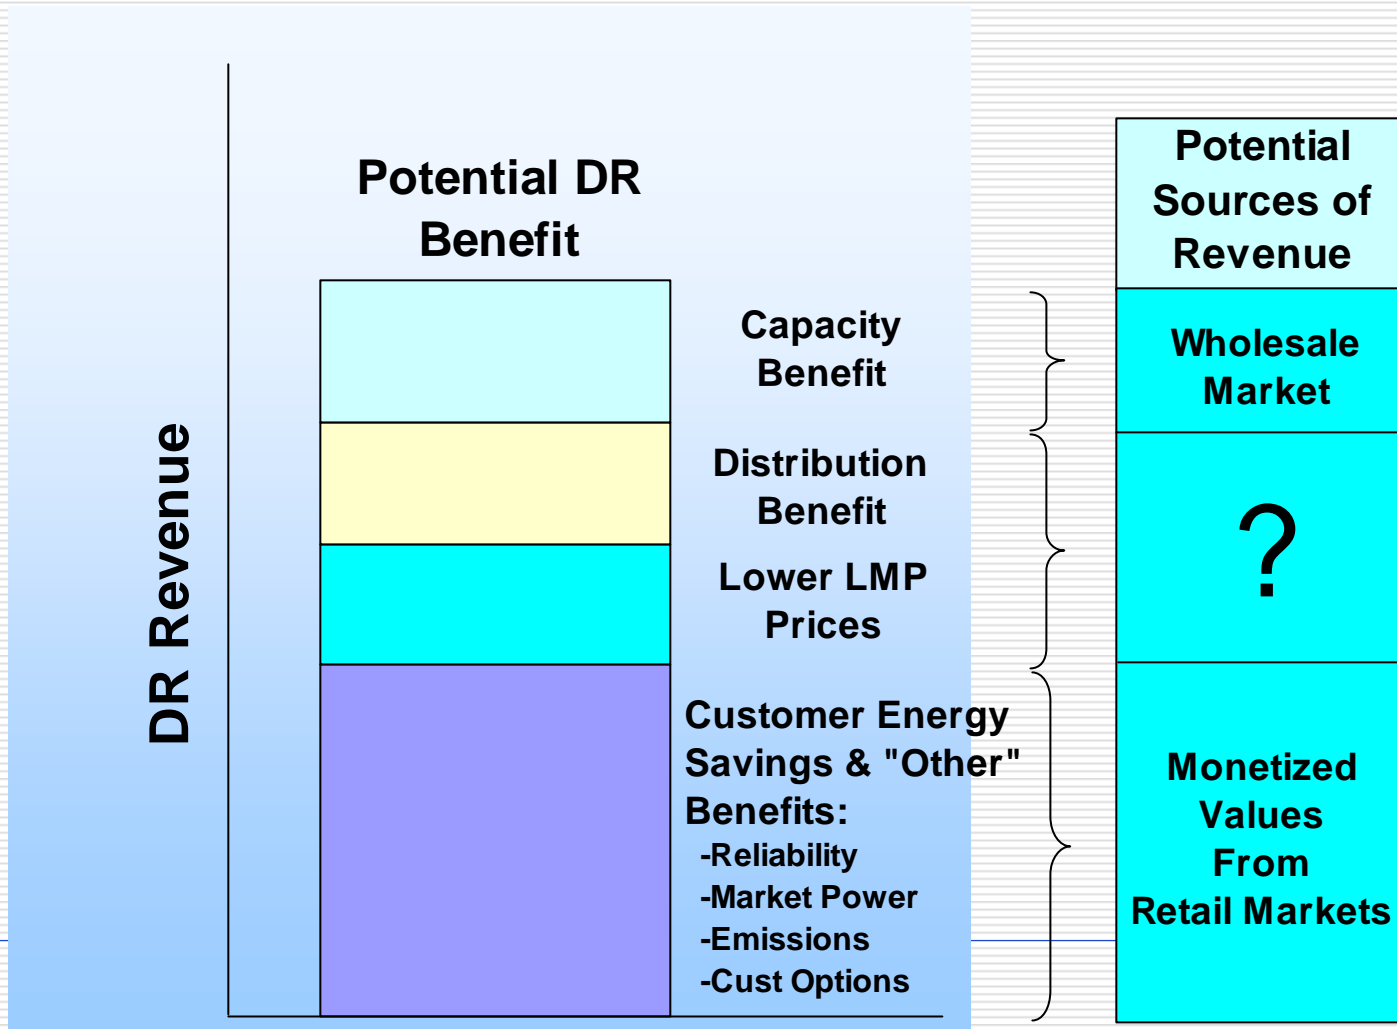 Potential DR
Benefit
DR Revenue
Capacity
Benefit
Distribution
Benefit
Lower LMP
Prices
Customer Energy
Savings & "Other"
Benefits:
-Reliability
-Market Power
-Emissions
-Cust Options
Potential
Sources of
Revenue
Wholesale
Market
?
Monetized
Values
From
Retail Markets